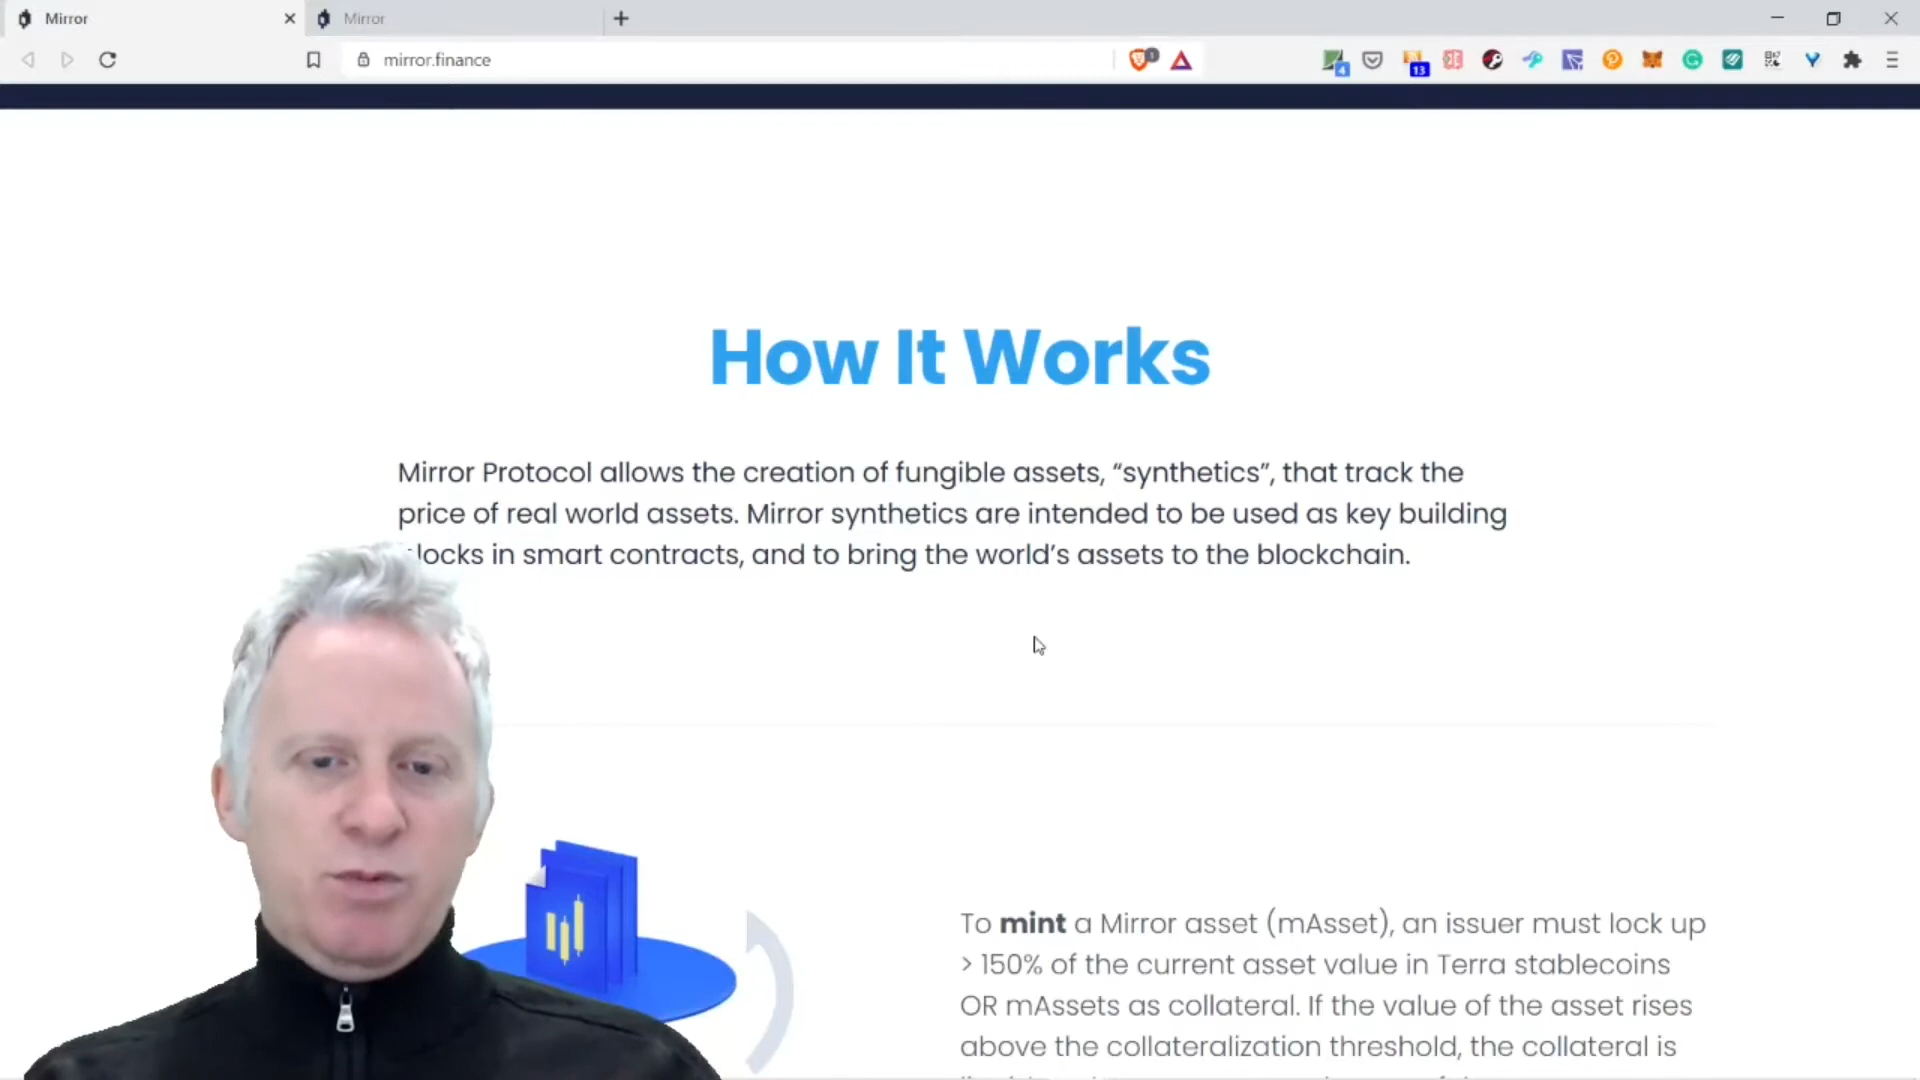 Mirror
Mirror
mirror.finance
1
4
13
How It Works
Mirror Protocol allows the creation of fungible assets, “synthetics”, that track the
price of real world assets. Mirror synthetics are intended to be used as key building
locks in smart contracts, and to bring the world’s assets to the blockchain.
To mint a Mirror asset (mAsset), an issuer must lock up
> 150% of the current asset value in Terra stablecoins
OR mAssets as collateral. If the value of the asset rises
above the collateralization threshold, the collateral is